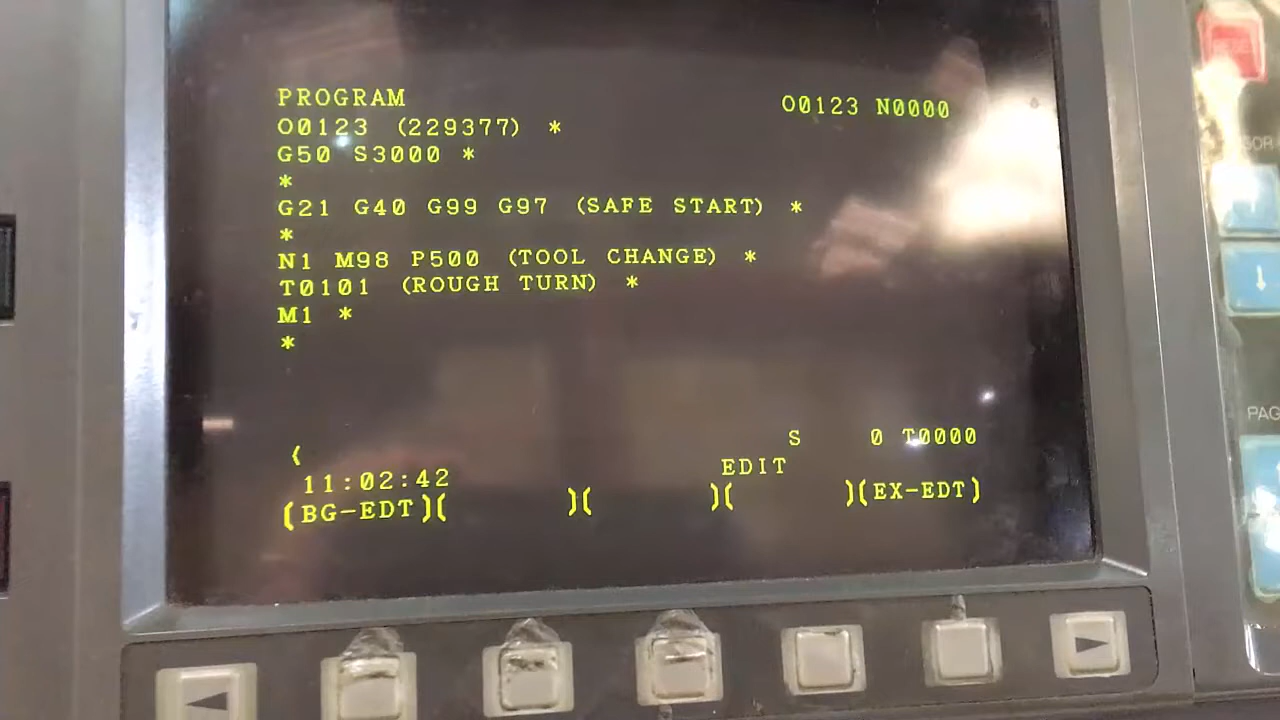 PROGRAM O0123 N0000
O0123 (229377) *
G50 S3000 *
*
G21 G40 G99 G97 (SAFE START) *
*
N1 M98 P500 (TOOL CHANGE) *
T0101 (ROUGH TURN) *
M1 *
*
S 0 T0000
11:02:42 EDIT
(BG-EDT)( )( )( )(EX-EDT)
PAG